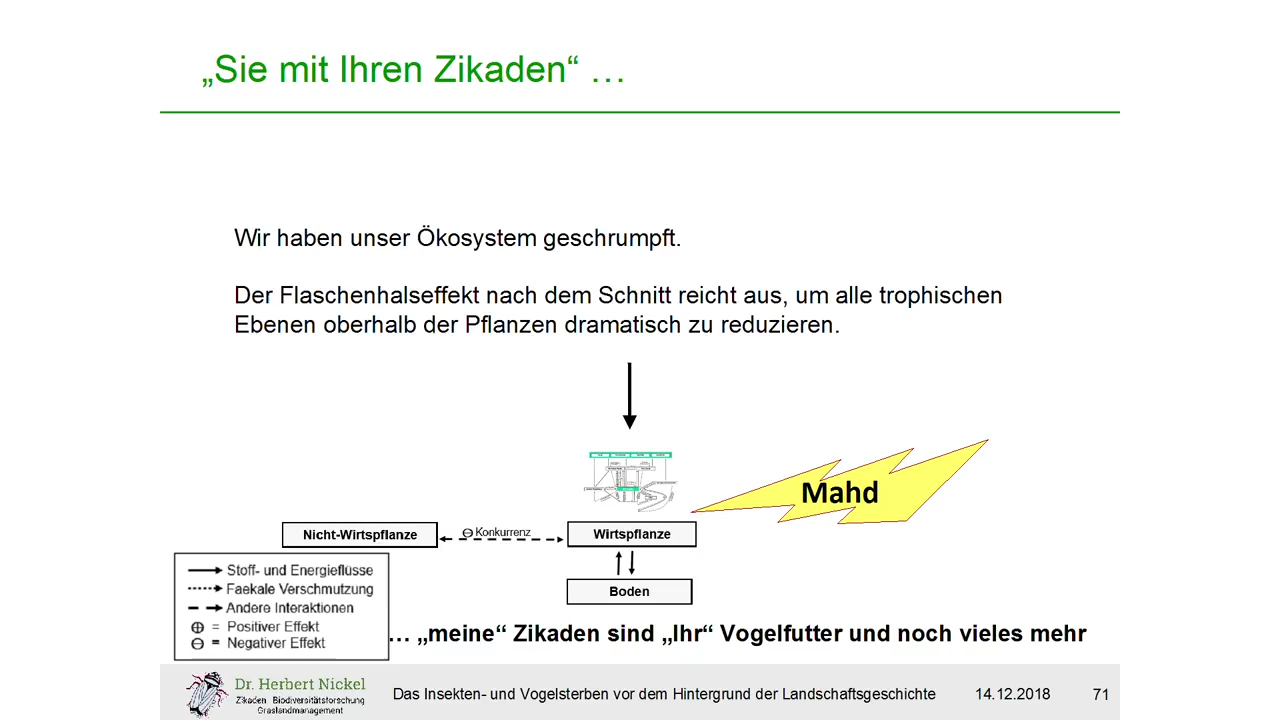 „Sie mit Ihren Zikaden“ …
Wir haben unser Ökosystem geschrumpft.
Der Flaschenhalseffekt nach dem Schnitt reicht aus, um alle trophischen
Ebenen oberhalb der Pflanzen dramatisch zu reduzieren.
Mahd
Nicht-Wirtspflanze
⊖ Konkurrenz
Wirtspflanze
Boden
Stoff- und Energieflüsse
Faekale Verschmutzung
Andere Interaktionen
⊕ = Positiver Effekt
⊖ = Negativer Effekt
… „meine“ Zikaden sind „Ihr“ Vogelfutter und noch vieles mehr
Dr. Herbert Nickel
Zikaden Biodiversitätsforschung
Graslandmanagement
Das Insekten- und Vogelsterben vor dem Hintergrund der Landschaftsgeschichte
14.12.2018
71